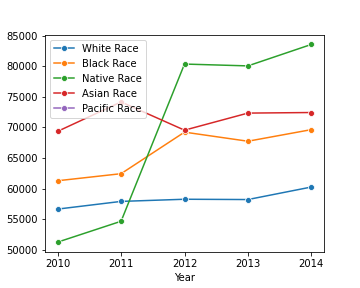 85000
80000
75000
70000
65000
60000
55000
50000
White Race
Black Race
Native Race
Asian Race
Pacific Race
2010 2011 2012 2013 2014
Year